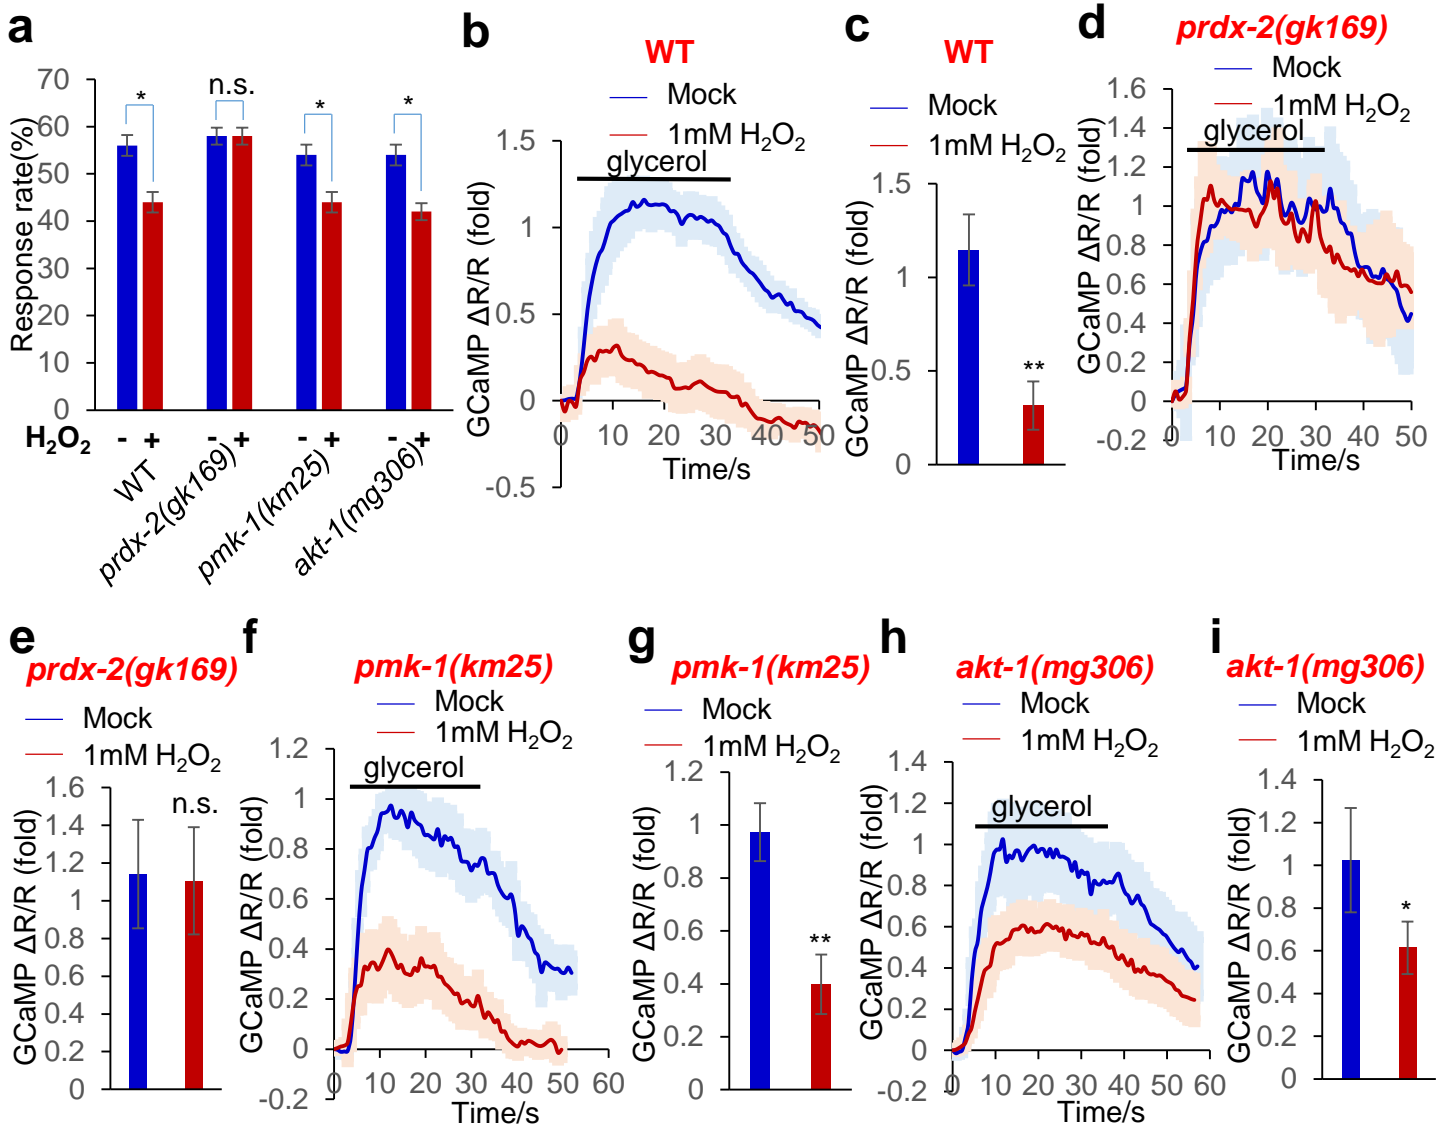 a
Response rate(%)
70
60
50
40
30
20
10
0
*
n.s.
*
*
H₂O₂
- +
- +
- +
- +
WT
prdx-2(gk169)
pmk-1(km25)
akt-1(mg306)
b
WT
Mock
1mM H₂O₂
glycerol
GCaMP ΔR/R (fold)
1.5
1
0.5
0
-0.5
0 10 20 30 40 50
Time/s
c
WT
Mock
1mM H₂O₂
GCaMP ΔR/R (fold)
1.5
1
0.5
0
**
d
prdx-2(gk169)
Mock
1mM H₂O₂
glycerol
GCaMP ΔR/R (fold)
1.6
1.4
1.2
1
0.8
0.6
0.4
0.2
0
-0.2
0 10 20 30 40 50
Time/s
e
prdx-2(gk169)
Mock
1mM H₂O₂
n.s.
GCaMP ΔR/R (fold)
1.6
1.4
1.2
1
0.8
0.6
0.4
0.2
0
f
pmk-1(km25)
Mock
1mM H₂O₂
glycerol
GCaMP ΔR/R (fold)
1.2
1
0.8
0.6
0.4
0.2
0
-0.2
0 10 20 30 40 50 60
Time/s
g
pmk-1(km25)
Mock
1mM H₂O₂
GCaMP ΔR/R (fold)
1.2
1
0.8
0.6
0.4
0.2
0
**
h
akt-1(mg306)
Mock
1mM H₂O₂
glycerol
GCaMP ΔR/R (fold)
1.4
1.2
1
0.8
0.6
0.4
0.2
0
-0.2
0 10 20 30 40 50 60
Time/s
i
akt-1(mg306)
Mock
1mM H₂O₂
GCaMP ΔR/R (fold)
1.4
1.2
1
0.8
0.6
0.4
0.2
0
*